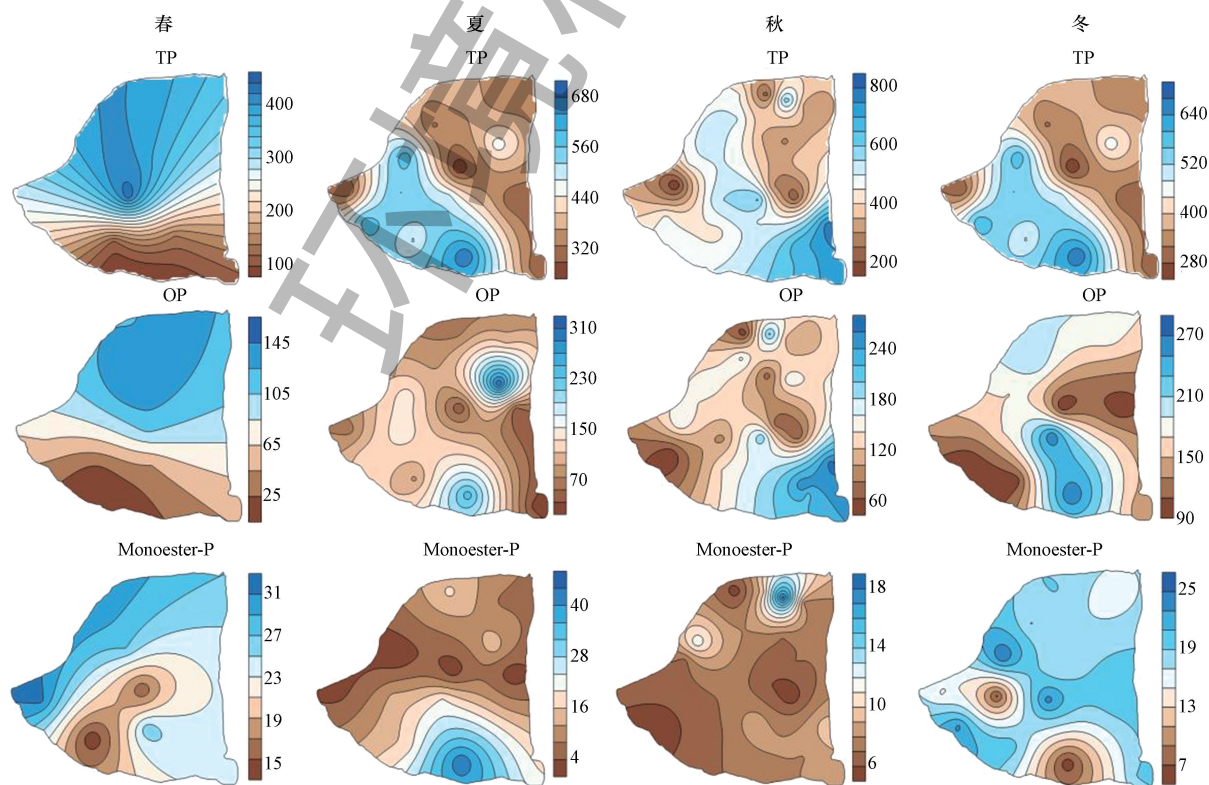 春 夏 秋 冬
TP TP TP TP
400 300 200 100
680 560 440 320
800 600 400 200
640 520 400 280
OP OP OP OP
145 105 65 25
310 230 150 70
240 180 120 60
270 210 150 90
Monoester-P Monoester-P Monoester-P Monoester-P
31 27 23 19 15
40 28 16 4
18 14 10 6
25 19 13 7